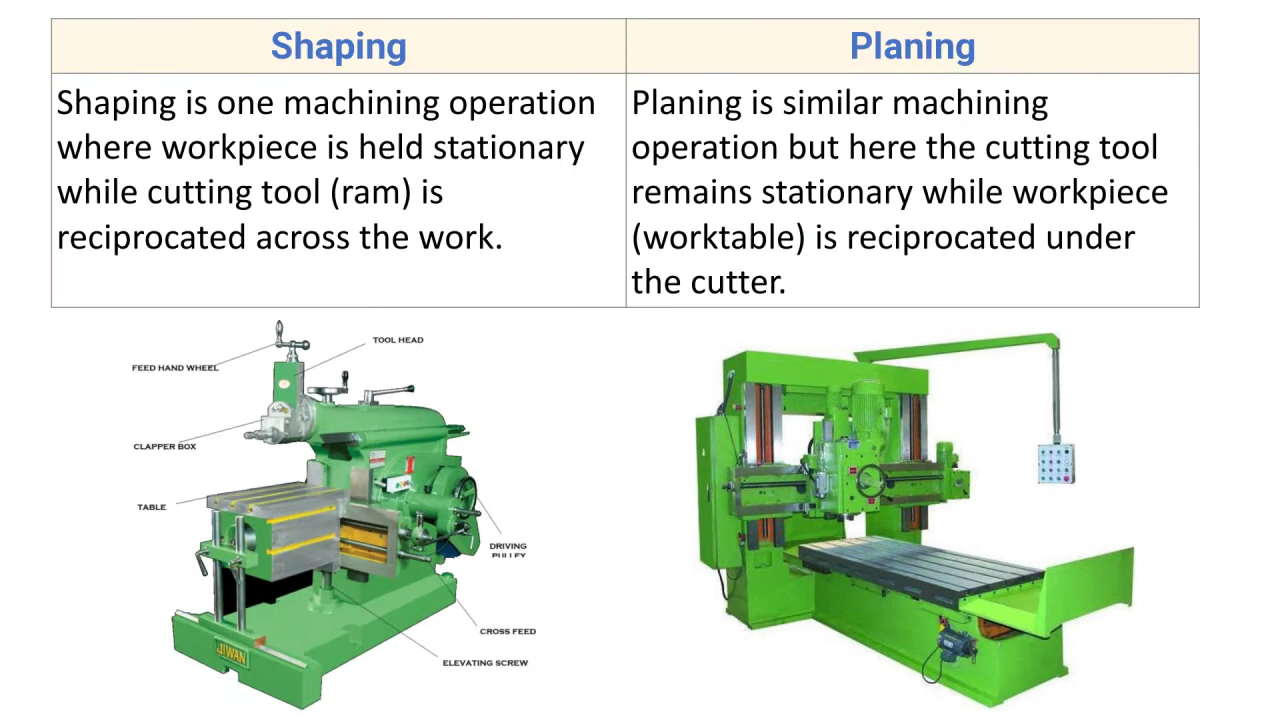 Shaping
Planing
Shaping is one machining operation
where workpiece is held stationary
while cutting tool (ram) is
reciprocated across the work.
Planing is similar machining
operation but here the cutting tool
remains stationary while workpiece
(worktable) is reciprocated under
the cutter.
TOOL HEAD
FEED HAND WHEEL
CLAPPER BOX
TABLE
DRIVING
PULLEY
CROSS FEED
ELEVATING SCREW
JIWAN